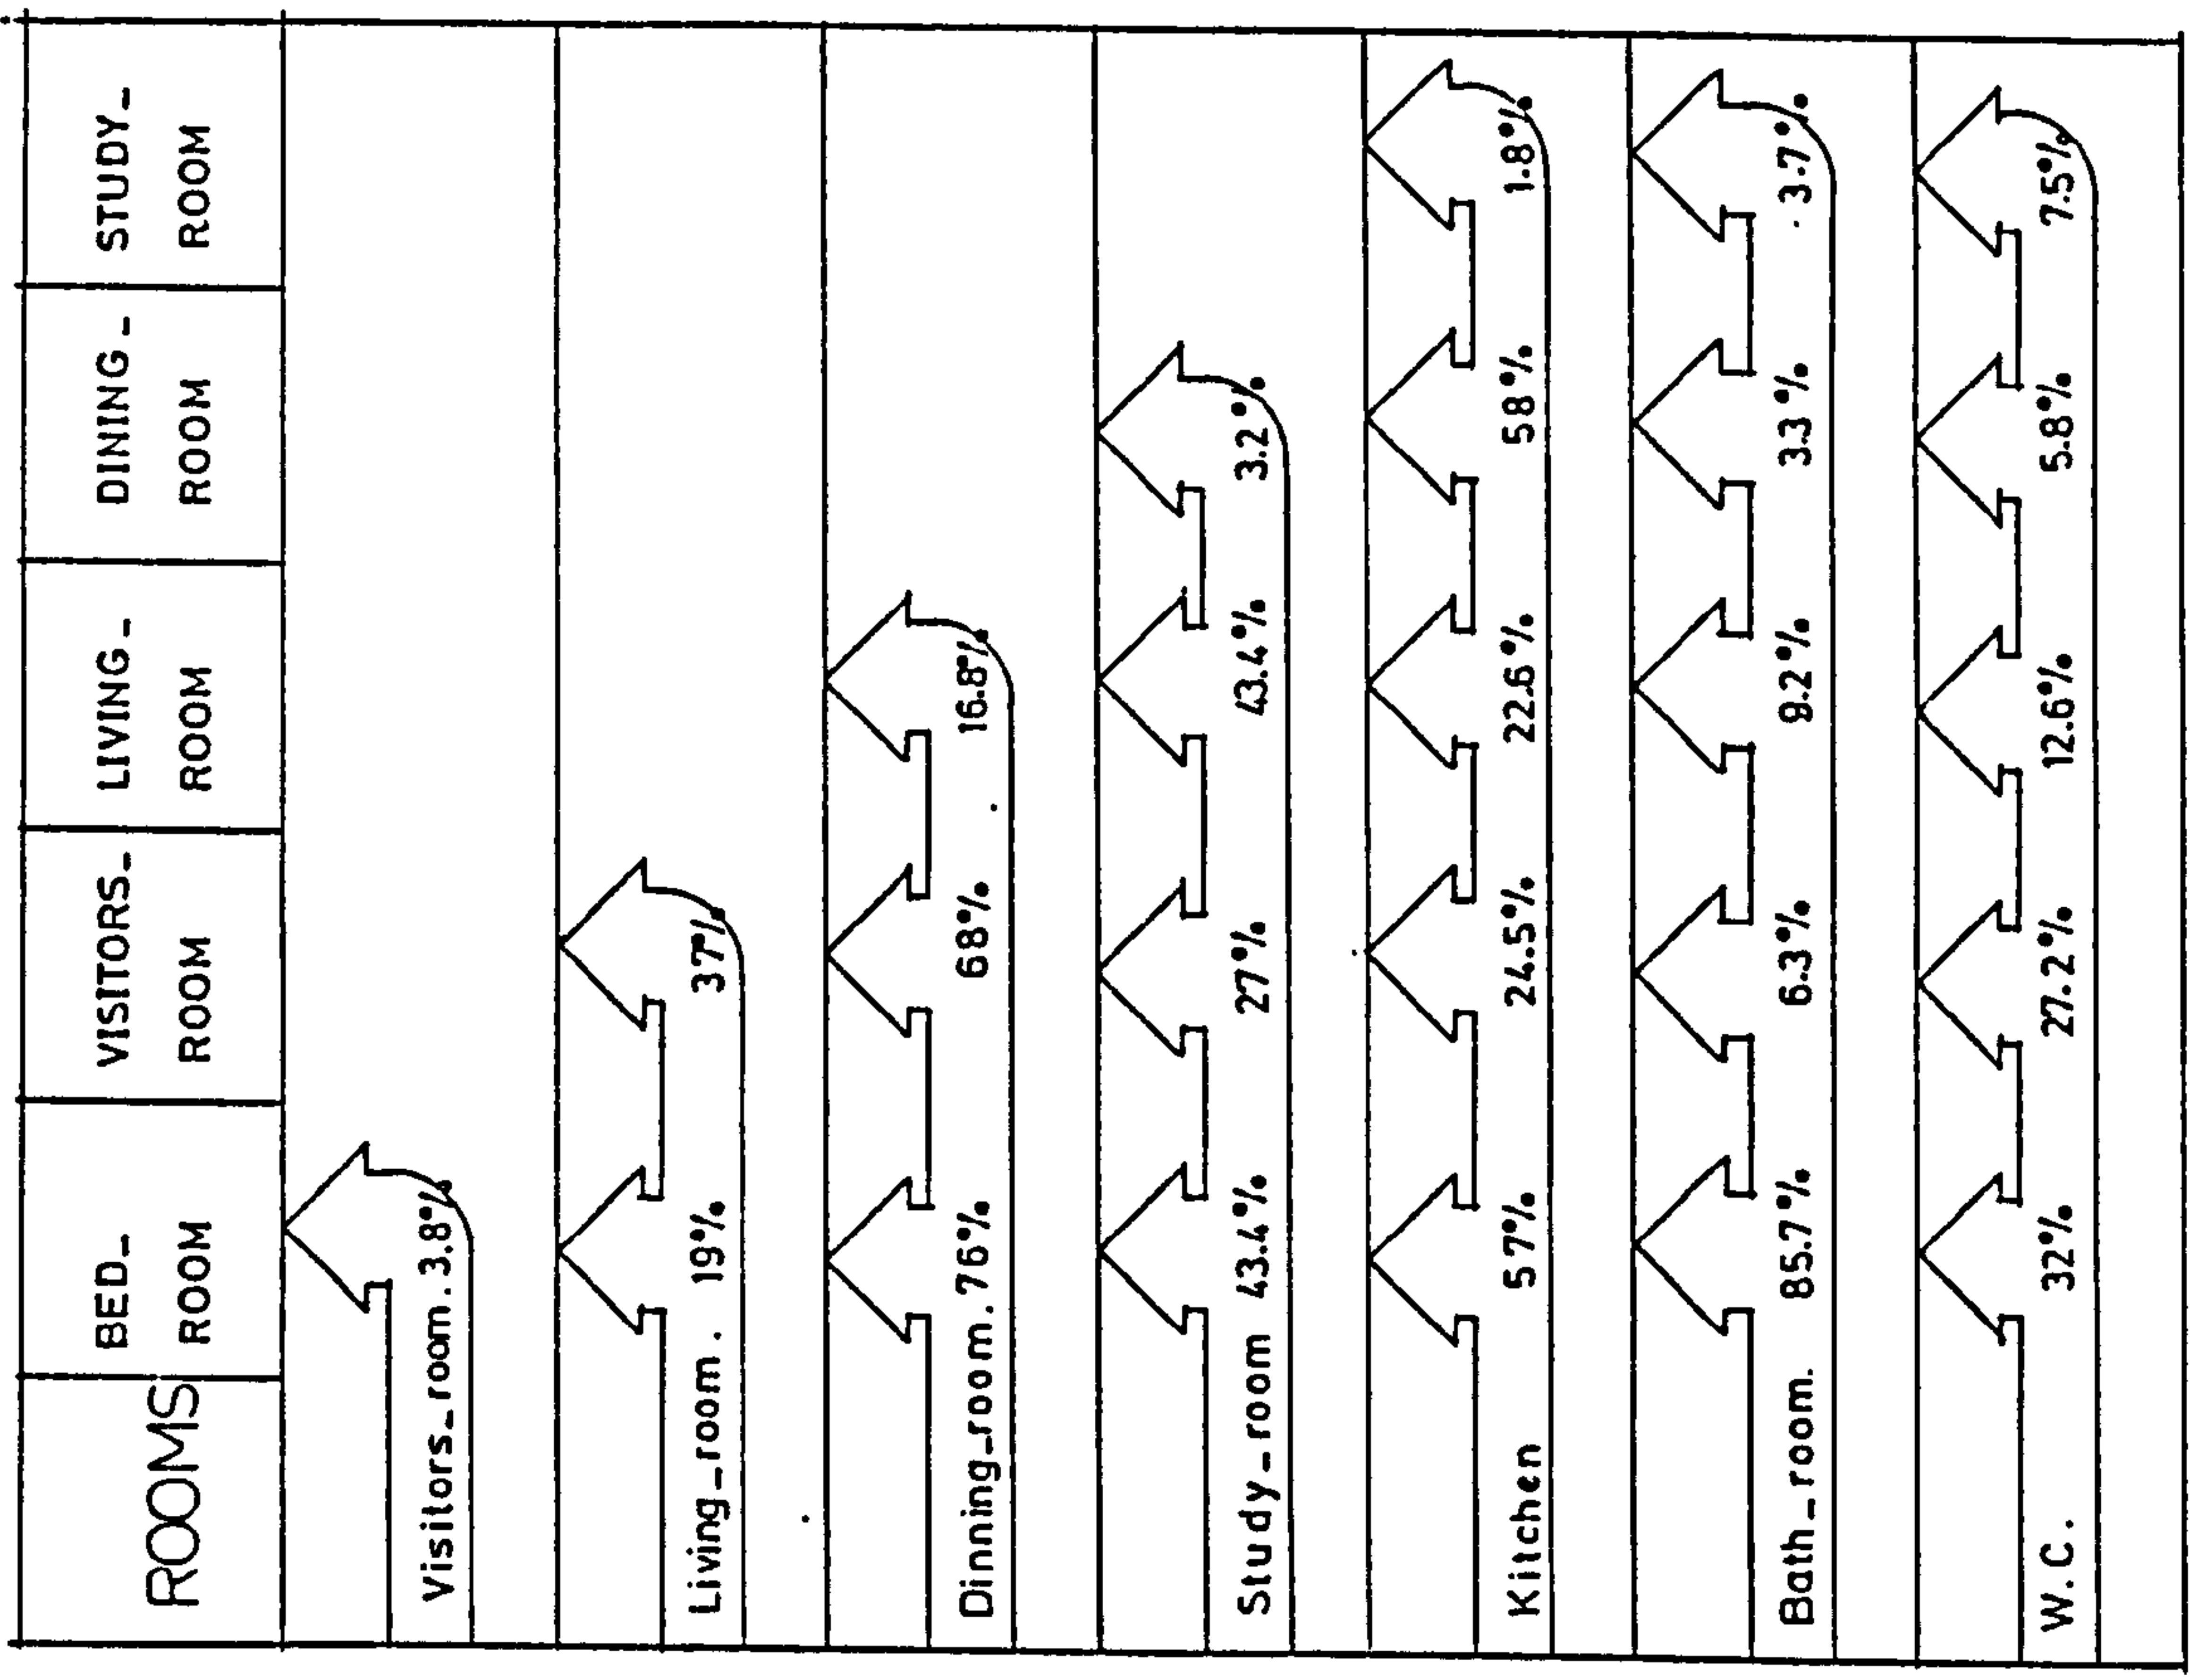 ROOMS
BED_
ROOM
VISITORS_
ROOM
LIVING_
ROOM
DINING_
ROOM
STUDY_
ROOM
Visitors_room. 3.8%
Living_room. 19% 37%
Dinning_room. 76% 68% 16.8%
Study_room 43.4% 27% 43.4% 3.2%
Kitchen 57% 24.5% 22.6% 58% 1.8%
Bath_room. 85.7% 6.3% 9.2% 3.3% 3.7%
W.C. 32% 27.2% 12.6% 5.8% 7.5%